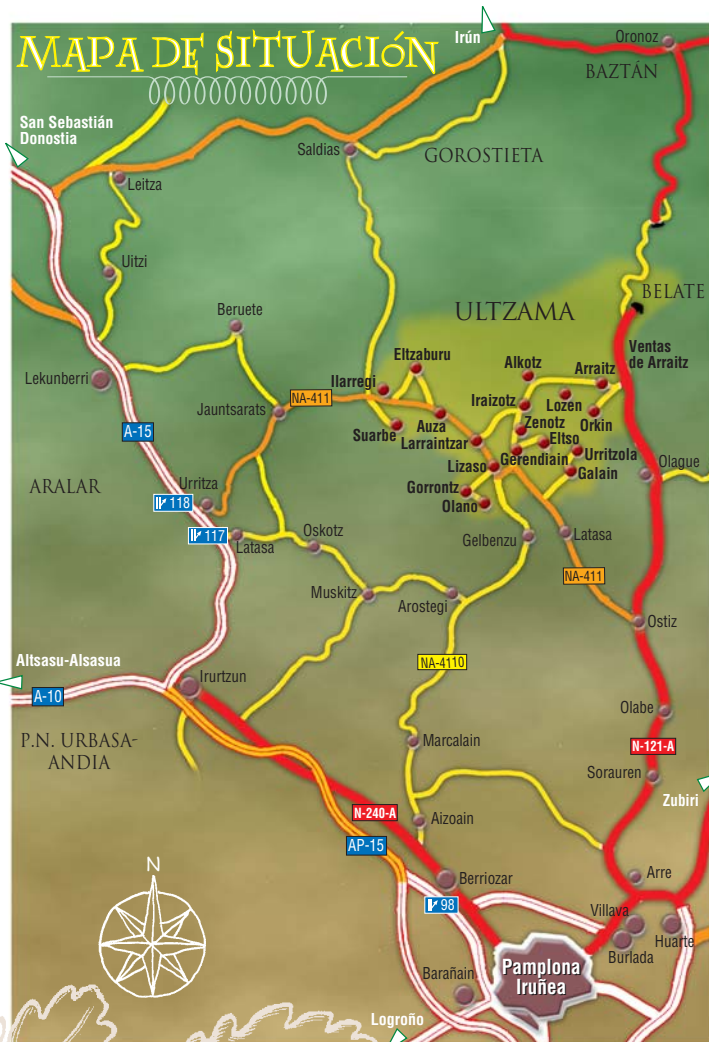 MAPA DE SITUACIÓN
Irún
Oronoz
BAZTÁN
San Sebastián
Donostia
Saldias
GOROSTIETA
Leitza
Uitzi
BELATE
Beruete
ULTZAMA
Ventas
de Arraitz
Eltzaburu
Alkotz
Arraitz
Lekunberri
Ilarregi
NA-411
Iraizotz
Lozen
Jauntsarats
Auza
Zenotz
Orkin
A-15
Suarbe
Larraintzar
Eltso
Gerendiain
Urritzola
Lizaso
Galain
Olague
ARALAR
Urritza
Gorrontz
118
Olano
117
Latasa
Oskotz
Gelbenzu
Latasa
NA-411
Muskitz
Arostegi
Ostiz
Altsasu-Alsasua
NA-4110
Irurtzun
A-10
Olabe
P.N. URBASA-
ANDIA
Marcalain
N-121-A
Sorauren
Zubiri
N-240-A
Aizoain
AP-15
N
Berriozar
Arre
98
Villava
Huarte
Burlada
Pamplona
Iruñea
Barañain
Logroño